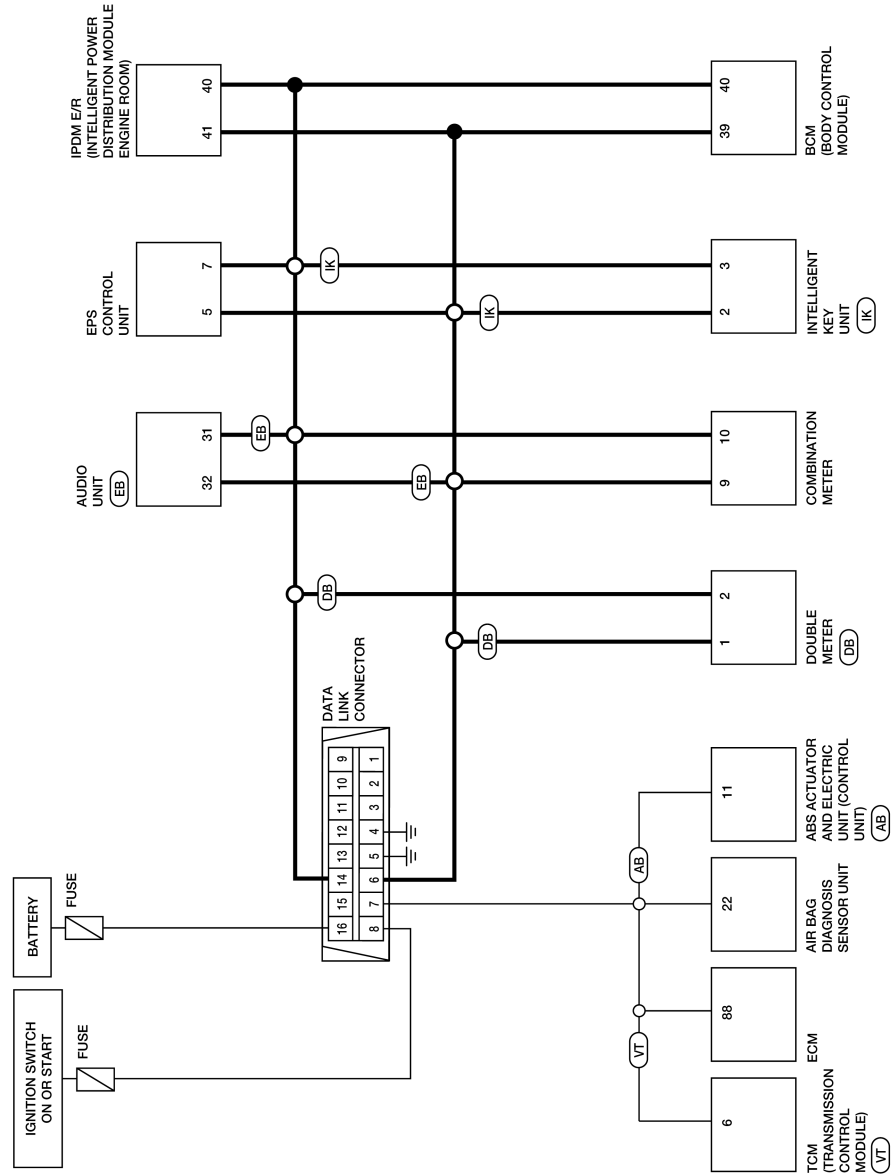 IGNITION SWITCH
ON OR START
BATTERY
FUSE
FUSE
AUDIO
UNIT
EB
EPS
CONTROL
UNIT
IPDM E/R
(INTELLIGENT POWER
DISTRIBUTION MODULE
ENGINE ROOM)
32 31
5 7
41 40
EB
EB
IK
IK
DB
DB
DATA
LINK
CONNECTOR
16 15 14 13 12 11 10 9
8 7 6 5 4 3 2 1
VT
AB
6
88
22
11
1 2
9 10
2 3
39 40
TCM
(TRANSMISSION
CONTROL
MODULE)
VT
ECM
AIR BAG
DIAGNOSIS
SENSOR UNIT
ABS ACTUATOR
AND ELECTRIC
UNIT (CONTROL
UNIT)
AB
DOUBLE
METER
DB
COMBINATION
METER
INTELLIGENT
KEY
UNIT
IK
BCM
(BODY CONTROL
MODULE)